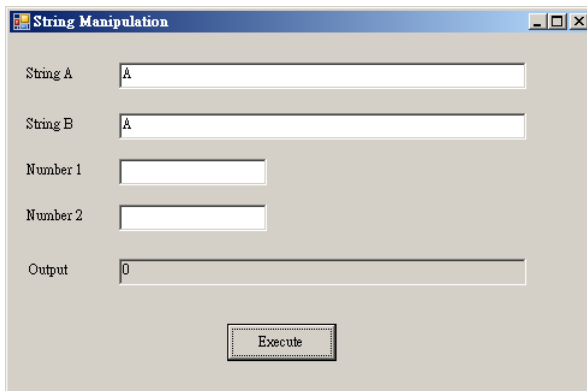 String Manipulation
String A A
String B A
Number 1
Number 2
Output 0
Execute